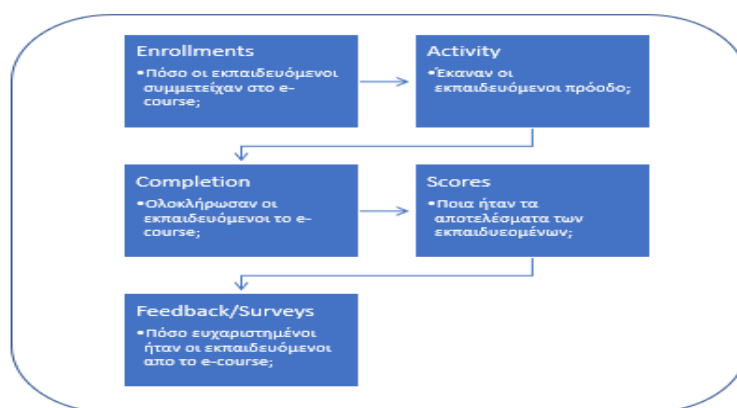 Enrollments
•Πόσο οι εκπαιδευόμενοι
συμμετείχαν στο e-
course;
Activity
•Έκαναν οι
εκπαιδευόμενοι πρόοδο;
Completion
•Ολοκλήρωσαν οι
εκπαιδευόμενοι το e-
course;
Scores
•Ποια ήταν τα
αποτελέσματα των
εκπαιδυεομένων;
Feedback/Surveys
•Πόσο ευχαριστημένοι
ήταν οι εκπαιδευόμενοι
απο το e-course;